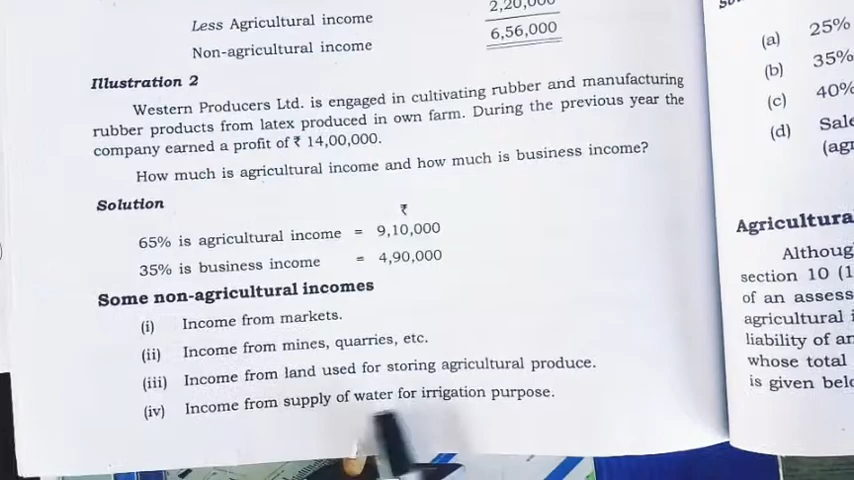 Less Agricultural income
2,20,000
Non-agricultural income
6,56,000
Illustration 2
Western Producers Ltd. is engaged in cultivating rubber and manufacturing
rubber products from latex produced in own farm. During the previous year the
company earned a profit of ₹ 14,00,000.
How much is agricultural income and how much is business income?
Solution
₹
65% is agricultural income = 9,10,000
35% is business income = 4,90,000
Some non-agricultural incomes
(i) Income from markets.
(ii) Income from mines, quarries, etc.
(iii) Income from land used for storing agricultural produce.
(iv) Income from supply of water for irrigation purpose.
(a) 25%
(b) 35%
(c) 40%
(d) Sale
(agr
Agricultura
Althoug
section 10 (1
of an assess
agricultural i
liability of an
whose total
is given belo